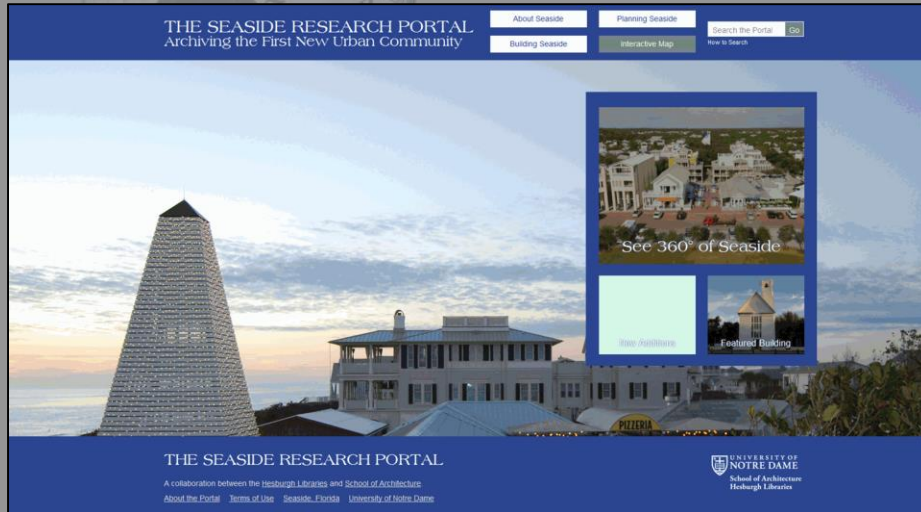 THE SEASIDE RESEARCH PORTAL
Archiving the First New Urban Community
About Seaside
Planning Seaside
Building Seaside
Interactive Map
Search the Portal
Go
How to Search
See 360° of Seaside
New Additions
Featured Building
PIZZERIA
THE SEASIDE RESEARCH PORTAL
A collaboration between the Hesburgh Libraries and School of Architecture
About the Portal Terms of Use Seaside, Florida University of Notre Dame
UNIVERSITY OF
NOTRE DAME
School of Architecture
Hesburgh Libraries